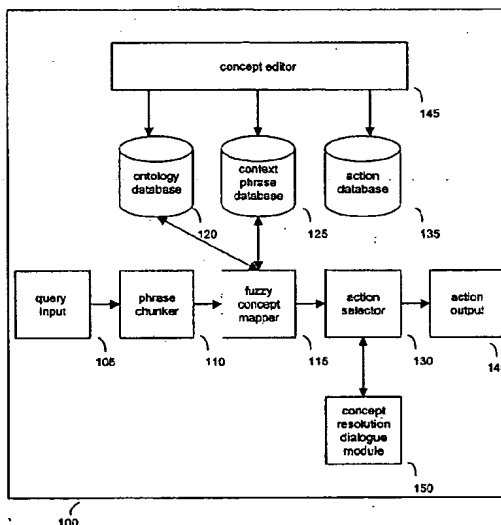 concept editor
145
ontology
database
context
phrase
database
action
database
120
125
135
query
input
phrase
chunker
fuzzy
concept
mapper
action
selector
action
output
105
110
115
130
concept
resolution
dialogue
module
150
100